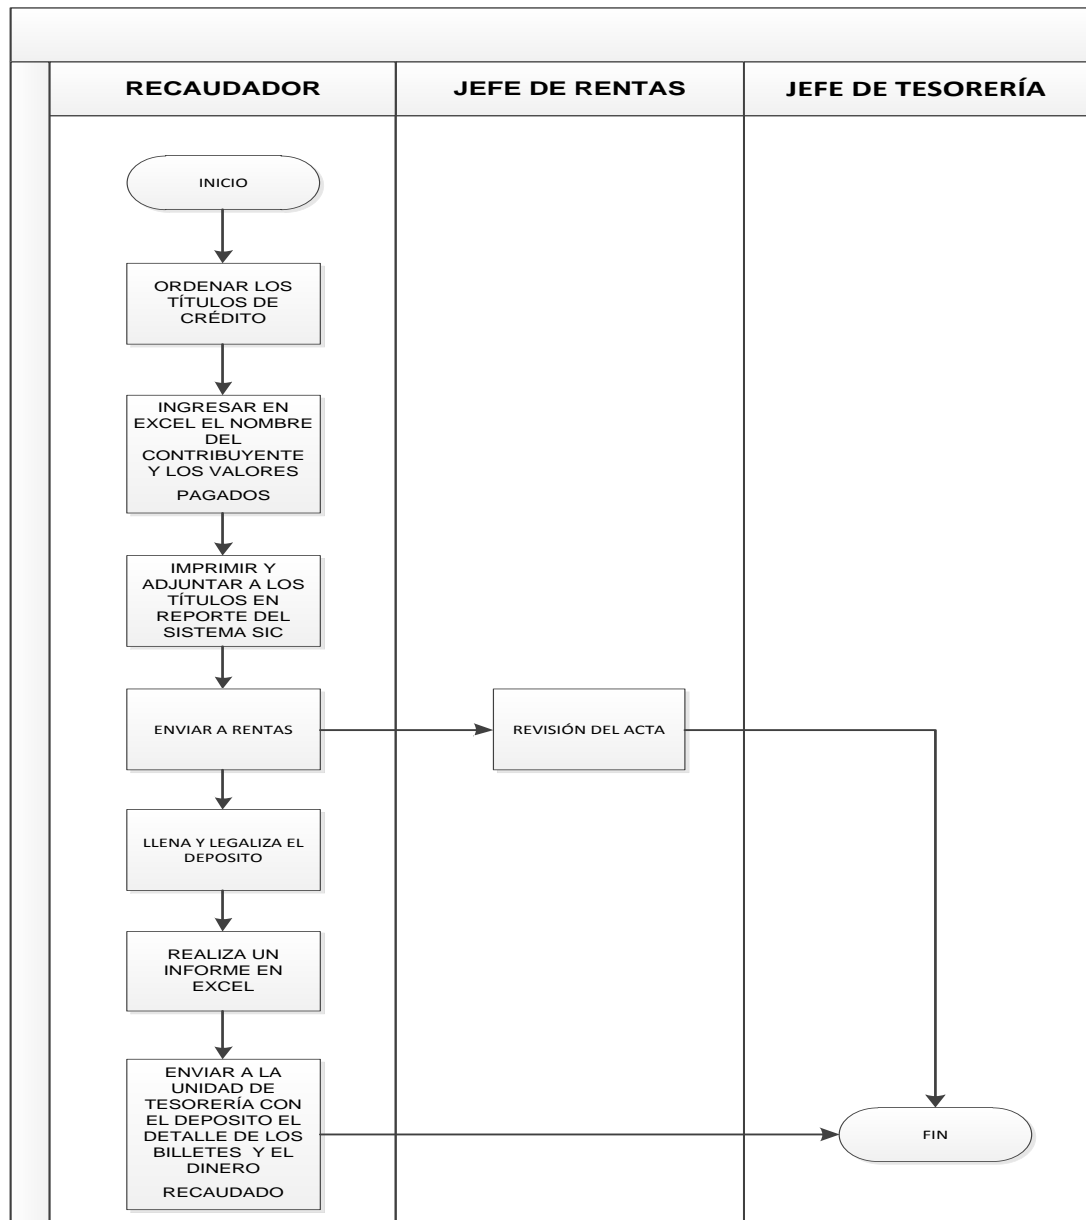 RECAUDADOR
JEFE DE RENTAS
JEFE DE TESORERÍA
INICIO
ORDENAR LOS
TÍTULOS DE
CRÉDITO
INGRESAR EN
EXCEL EL NOMBRE
DEL
CONTRIBUYENTE
Y LOS VALORES
PAGADOS
IMPRIMIR Y
ADJUNTAR A LOS
TÍTULOS EN
REPORTE DEL
SISTEMA SIC
ENVIAR A RENTAS
REVISIÓN DEL ACTA
LLENA Y LEGALIZA EL
DEPOSITO
REALIZA UN
INFORME EN
EXCEL
ENVIAR A LA
UNIDAD DE
TESORERÍA CON
EL DEPOSITO EL
DETALLE DE LOS
BILLETES Y EL
DINERO
RECAUDADO
FIN